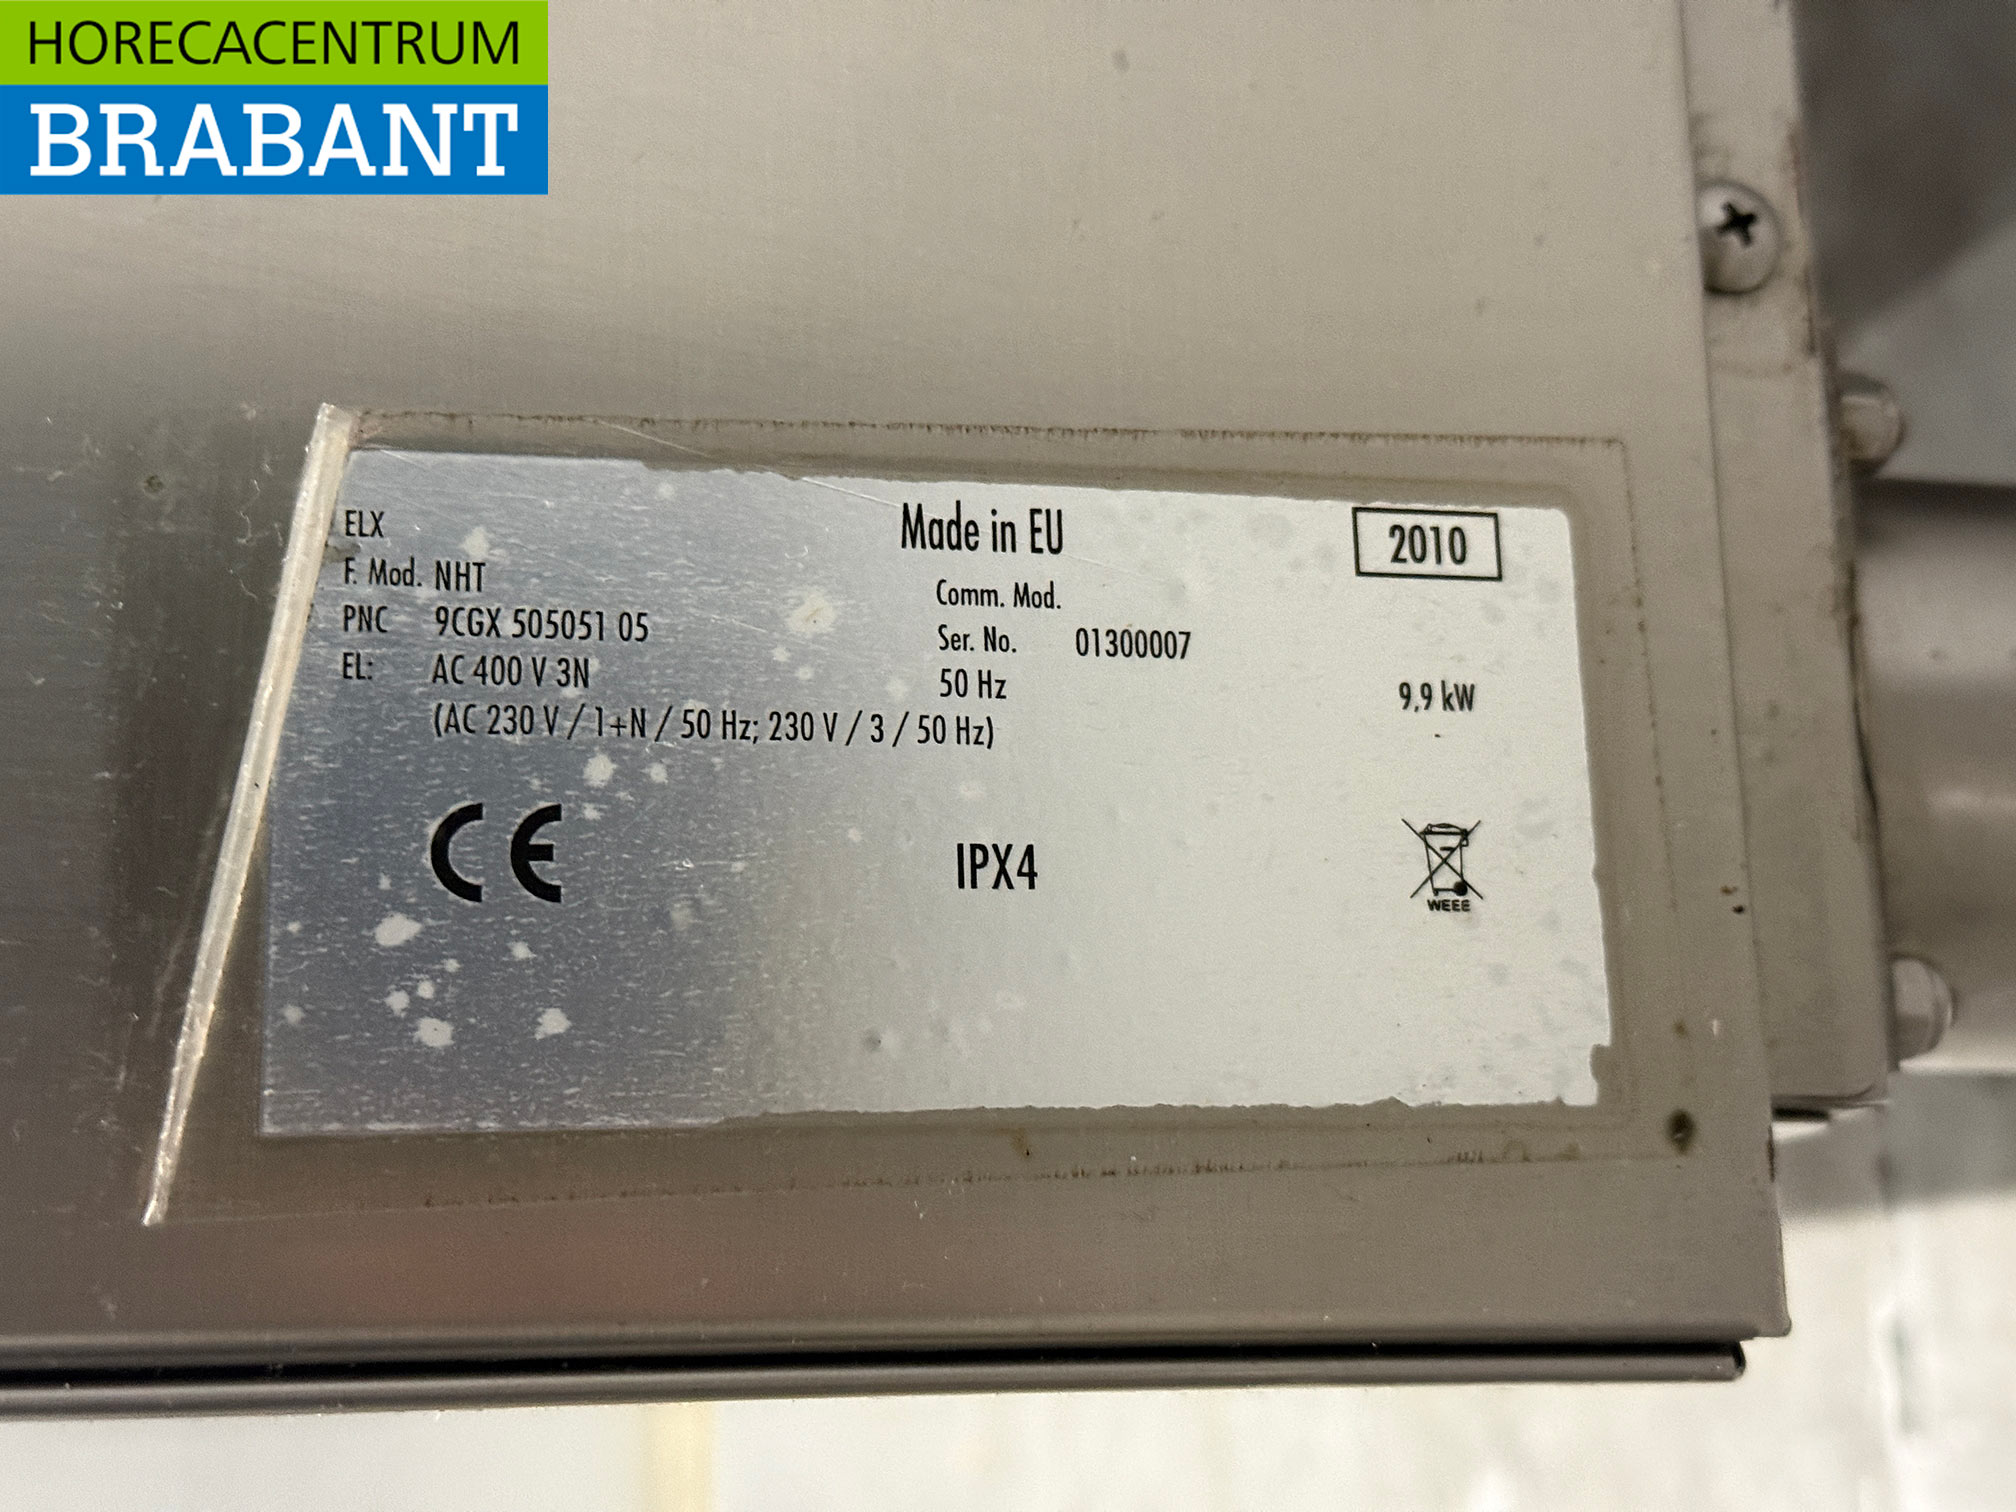 HORECACENTRUM
BRABANT
ELX
Made in EU
2010
F. Mod. NHT
Comm. Mod.
PNC 9CGX 505051 05
Ser. No. 01300007
EL: AC 400 V 3N
50 Hz
9,9 kW
(AC 230 V / 1+N / 50 Hz; 230 V / 3 / 50 Hz)
CE
IPX4
WEEE